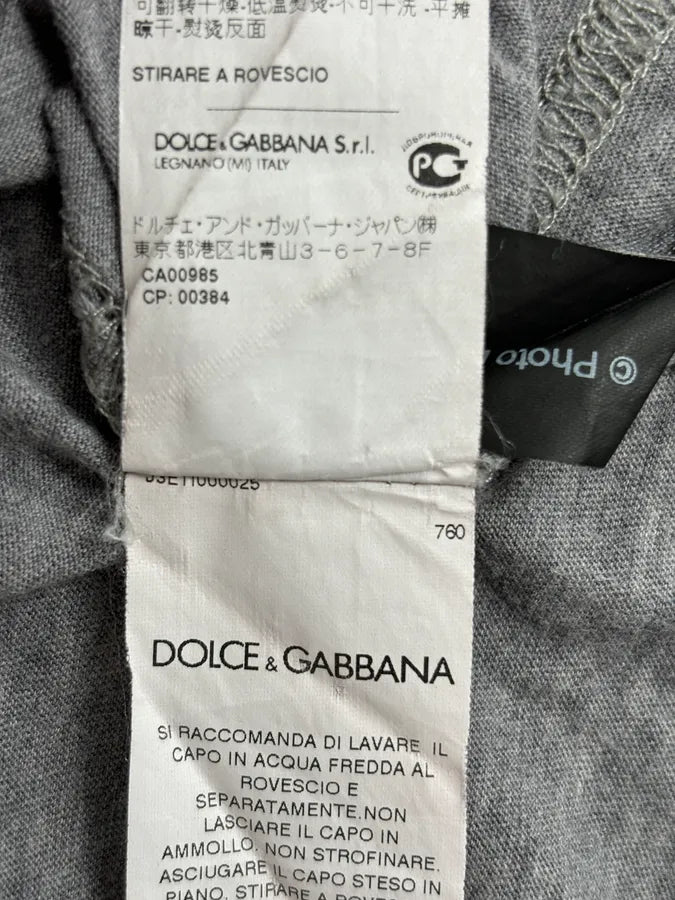 可翻转干燥-低温熨烫-不可干洗-平摊
晾干-熨烫反面
STIRARE A ROVESCIO
DOLCE & GABBANA S.r.l.
LEGNANO (MI) ITALY
PG
ドルチェ・アンド・ガッバーナ・ジャパン㈱
東京都港区北青山3-6-7-8F
CA00985
CP: 00384
© Photo
760
DOLCE & GABBANA
SI RACCOMANDA DI LAVARE IL
CAPO IN ACQUA FREDDA AL
ROVESCIO E
SEPARATAMENTE.NON
LASCIARE IL CAPO IN
AMMOLLO. NON STROFINARE.
ASCIUGARE IL CAPO STESO IN
PIANO. STIRARE A